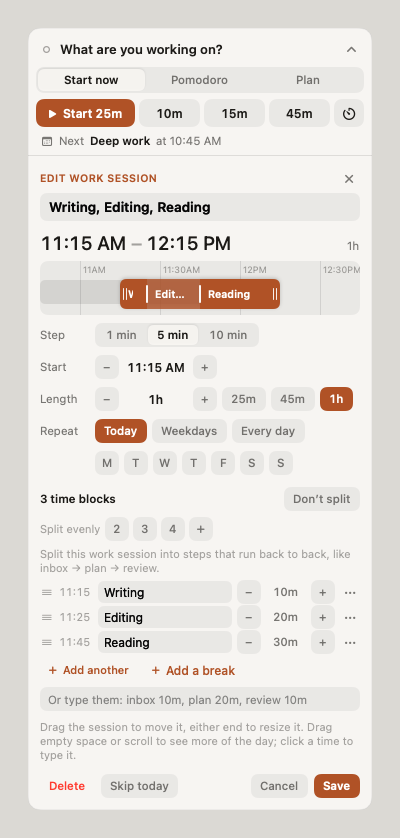 What are you working on?
Start now Pomodoro Plan
Start 25m 10m 15m 45m
Next Deep work at 10:45 AM
EDIT WORK SESSION
Writing, Editing, Reading
11:15 AM – 12:15 PM 1h
11AM 11:30AM 12PM 12:30PM
Edit... Reading
Step 1 min 5 min 10 min
Start − 11:15 AM +
Length − 1h + 25m 45m 1h
Repeat Today Weekdays Every day
M T W T F S S
3 time blocks Don't split
Split evenly 2 3 4 +
Split this work session into steps that run back to back, like
inbox → plan → review.
11:15 Writing − 10m + ...
11:25 Editing − 20m + ...
11:45 Reading − 30m + ...
+ Add another + Add a break
Or type them: inbox 10m, plan 20m, review 10m
Drag the session to move it, either end to resize it. Drag
empty space or scroll to see more of the day; click a time to
type it.
Delete Skip today Cancel Save